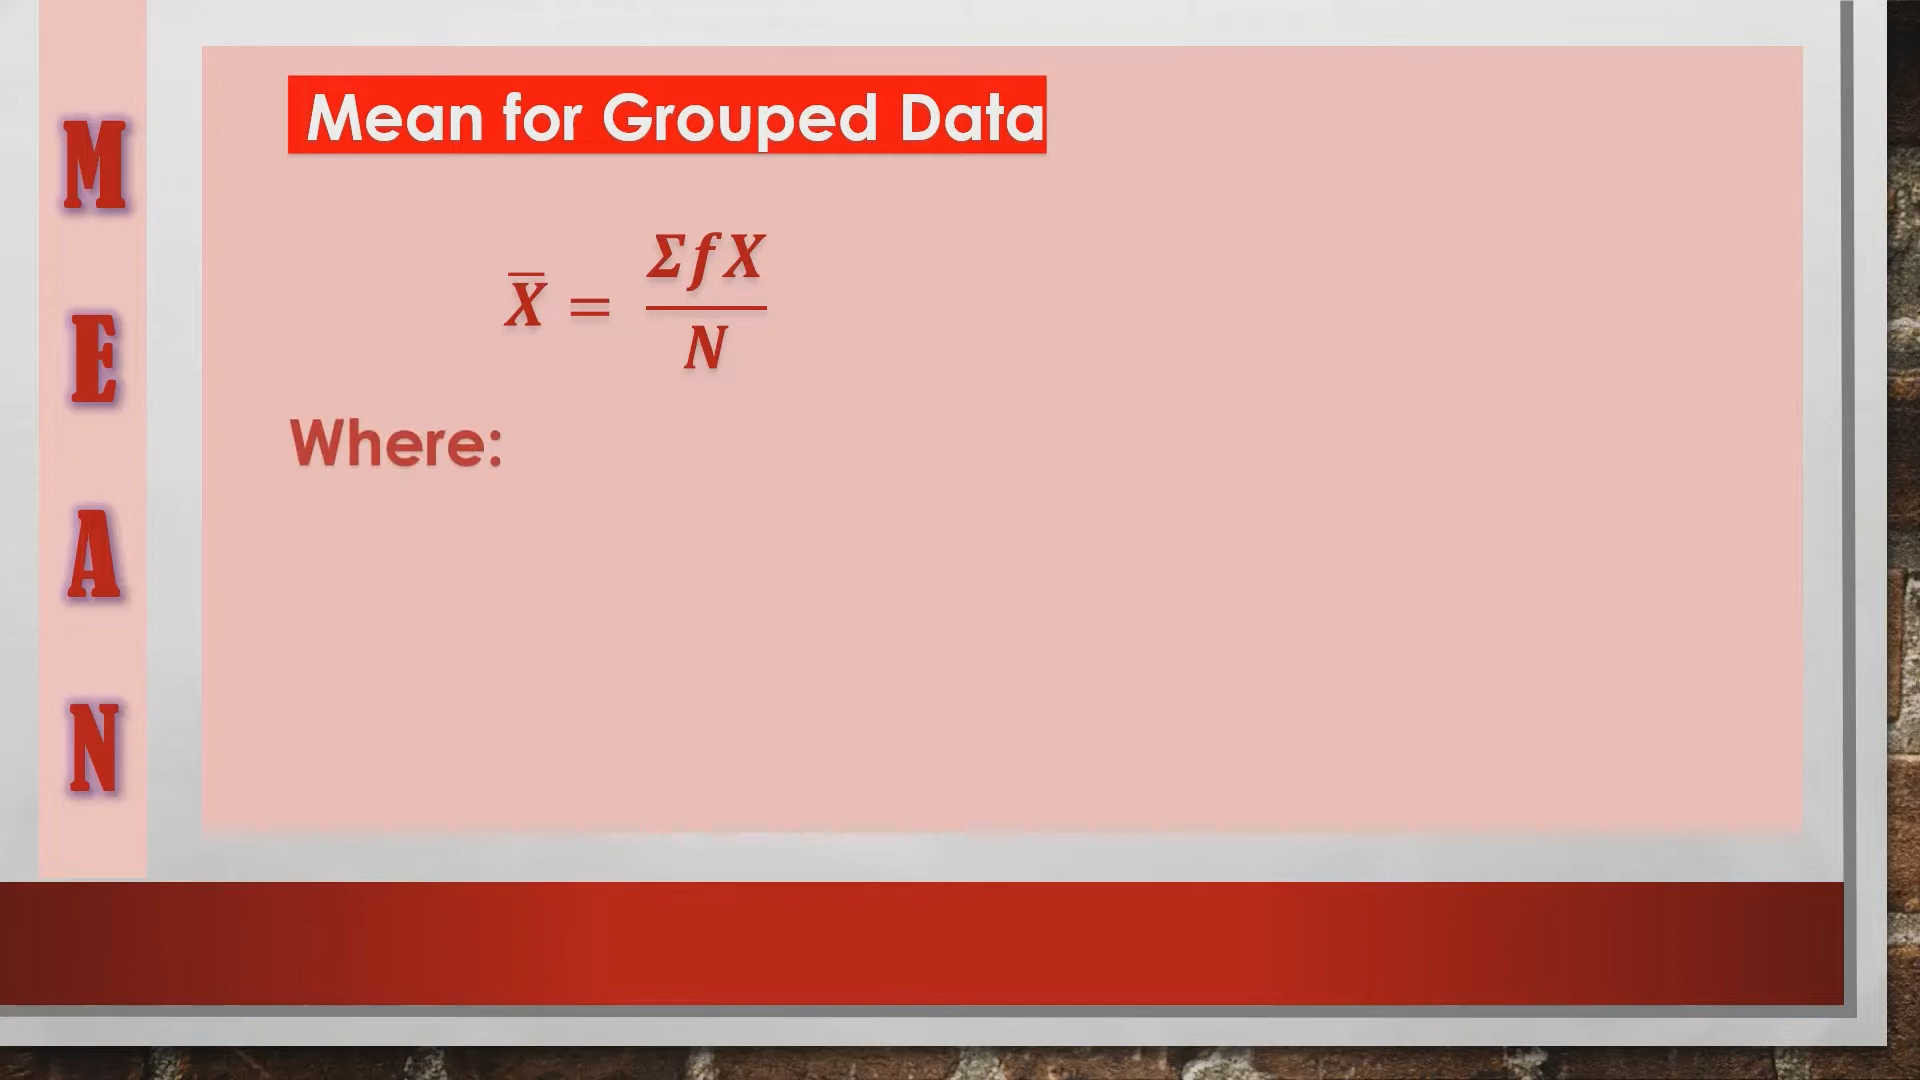 M
E
A
N
Mean for Grouped Data
X̅ = ΣfX / N
Where: